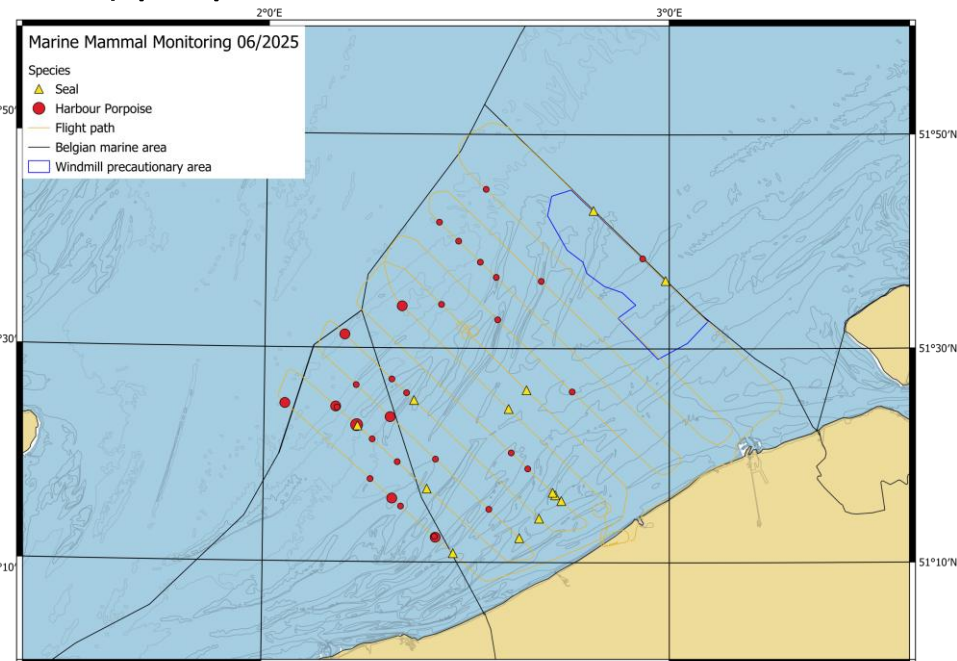 2°0'E
3°0'E
Marine Mammal Monitoring 06/2025
Species
Seal
Harbour Porpoise
Flight path
Belgian marine area
Windmill precautionary area
51°50'N
51°30'N
51°10'N